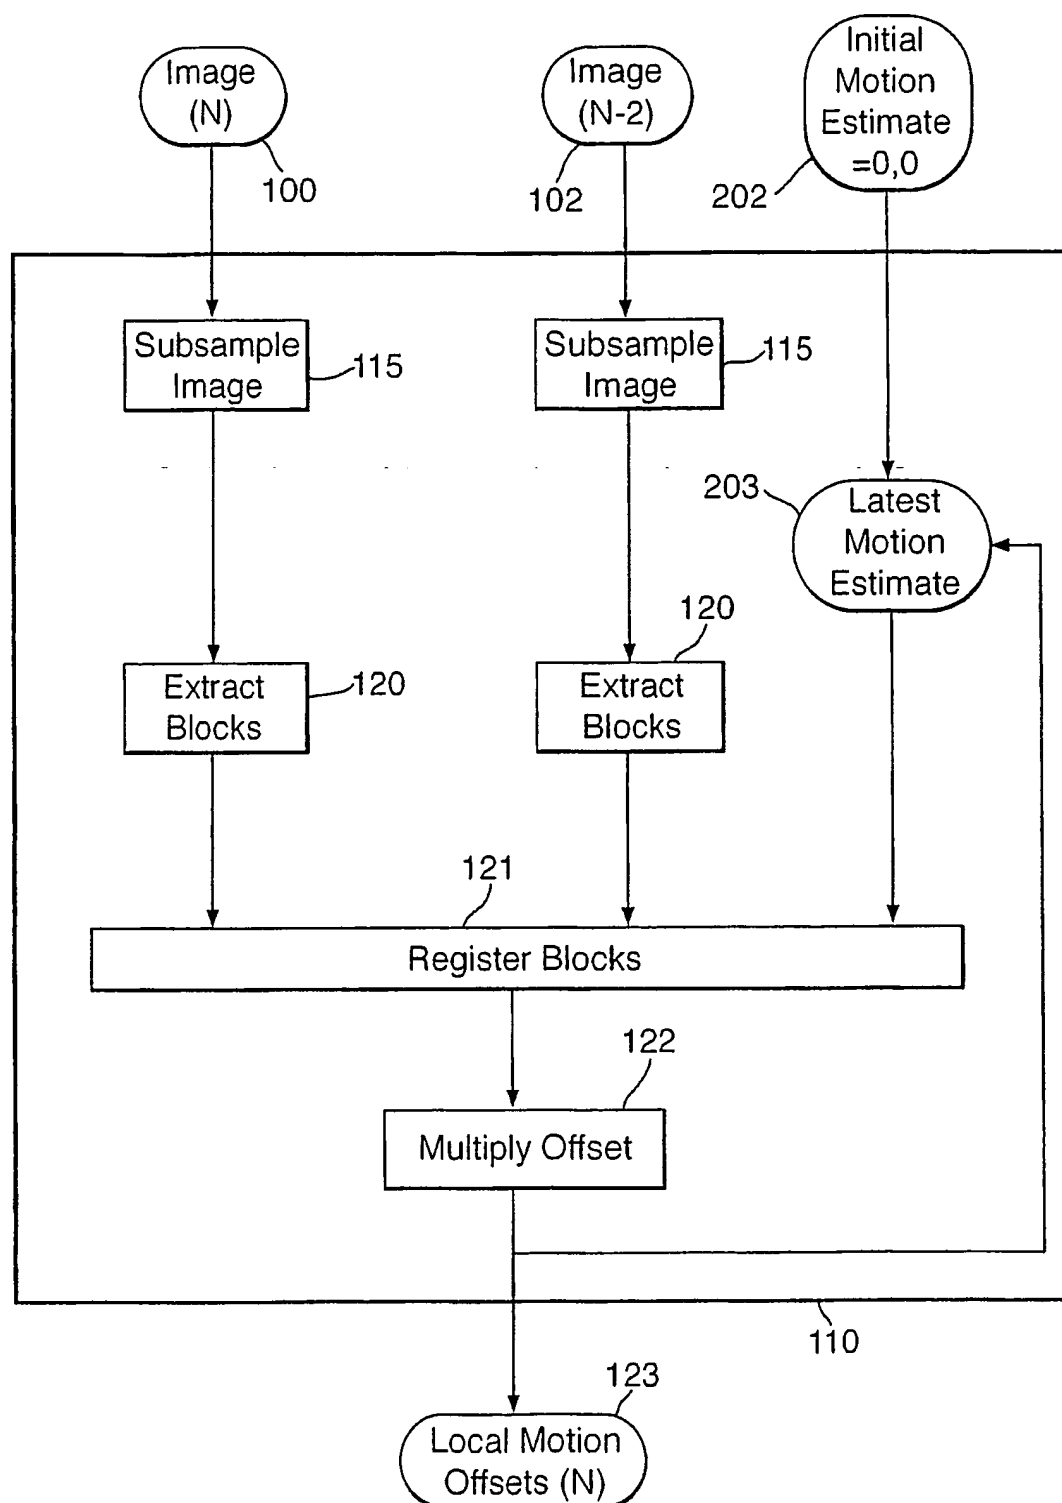 Image
(N)
100
Image
(N-2)
102
Initial
Motion
Estimate
=0,0
202
Subsample
Image
115
Subsample
Image
115
203
Latest
Motion
Estimate
Extract
Blocks
120
120
Extract
Blocks
121
Register Blocks
122
Multiply Offset
110
123
Local Motion
Offsets (N)